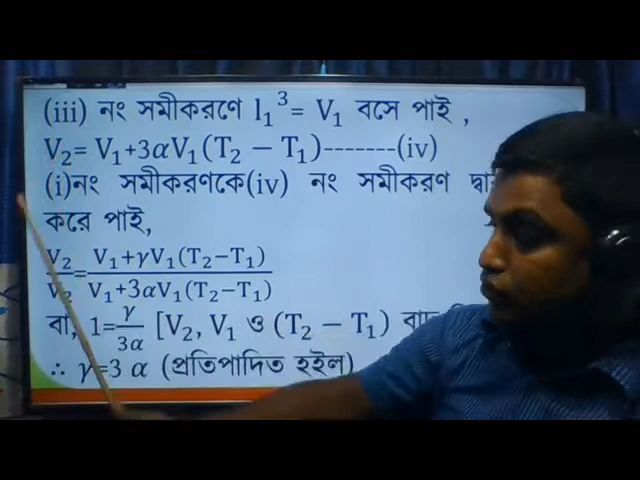 (iii) নং সমীকরণে l₁³= V₁ বসে পাই ,
V₂= V₁+3αV₁(T₂ − T₁)-------(iv)
(i)নং সমীকরণকে(iv) নং সমীকরণ
করে পাই,
V₂/V₂=V₁+γV₁(T₂−T₁)/V₁+3αV₁(T₂−T₁)
বা, 1=γ/3α [V₂, V₁ ও (T₂ − T₁)
∴ γ=3 α (প্রতিপাদিত হইল)